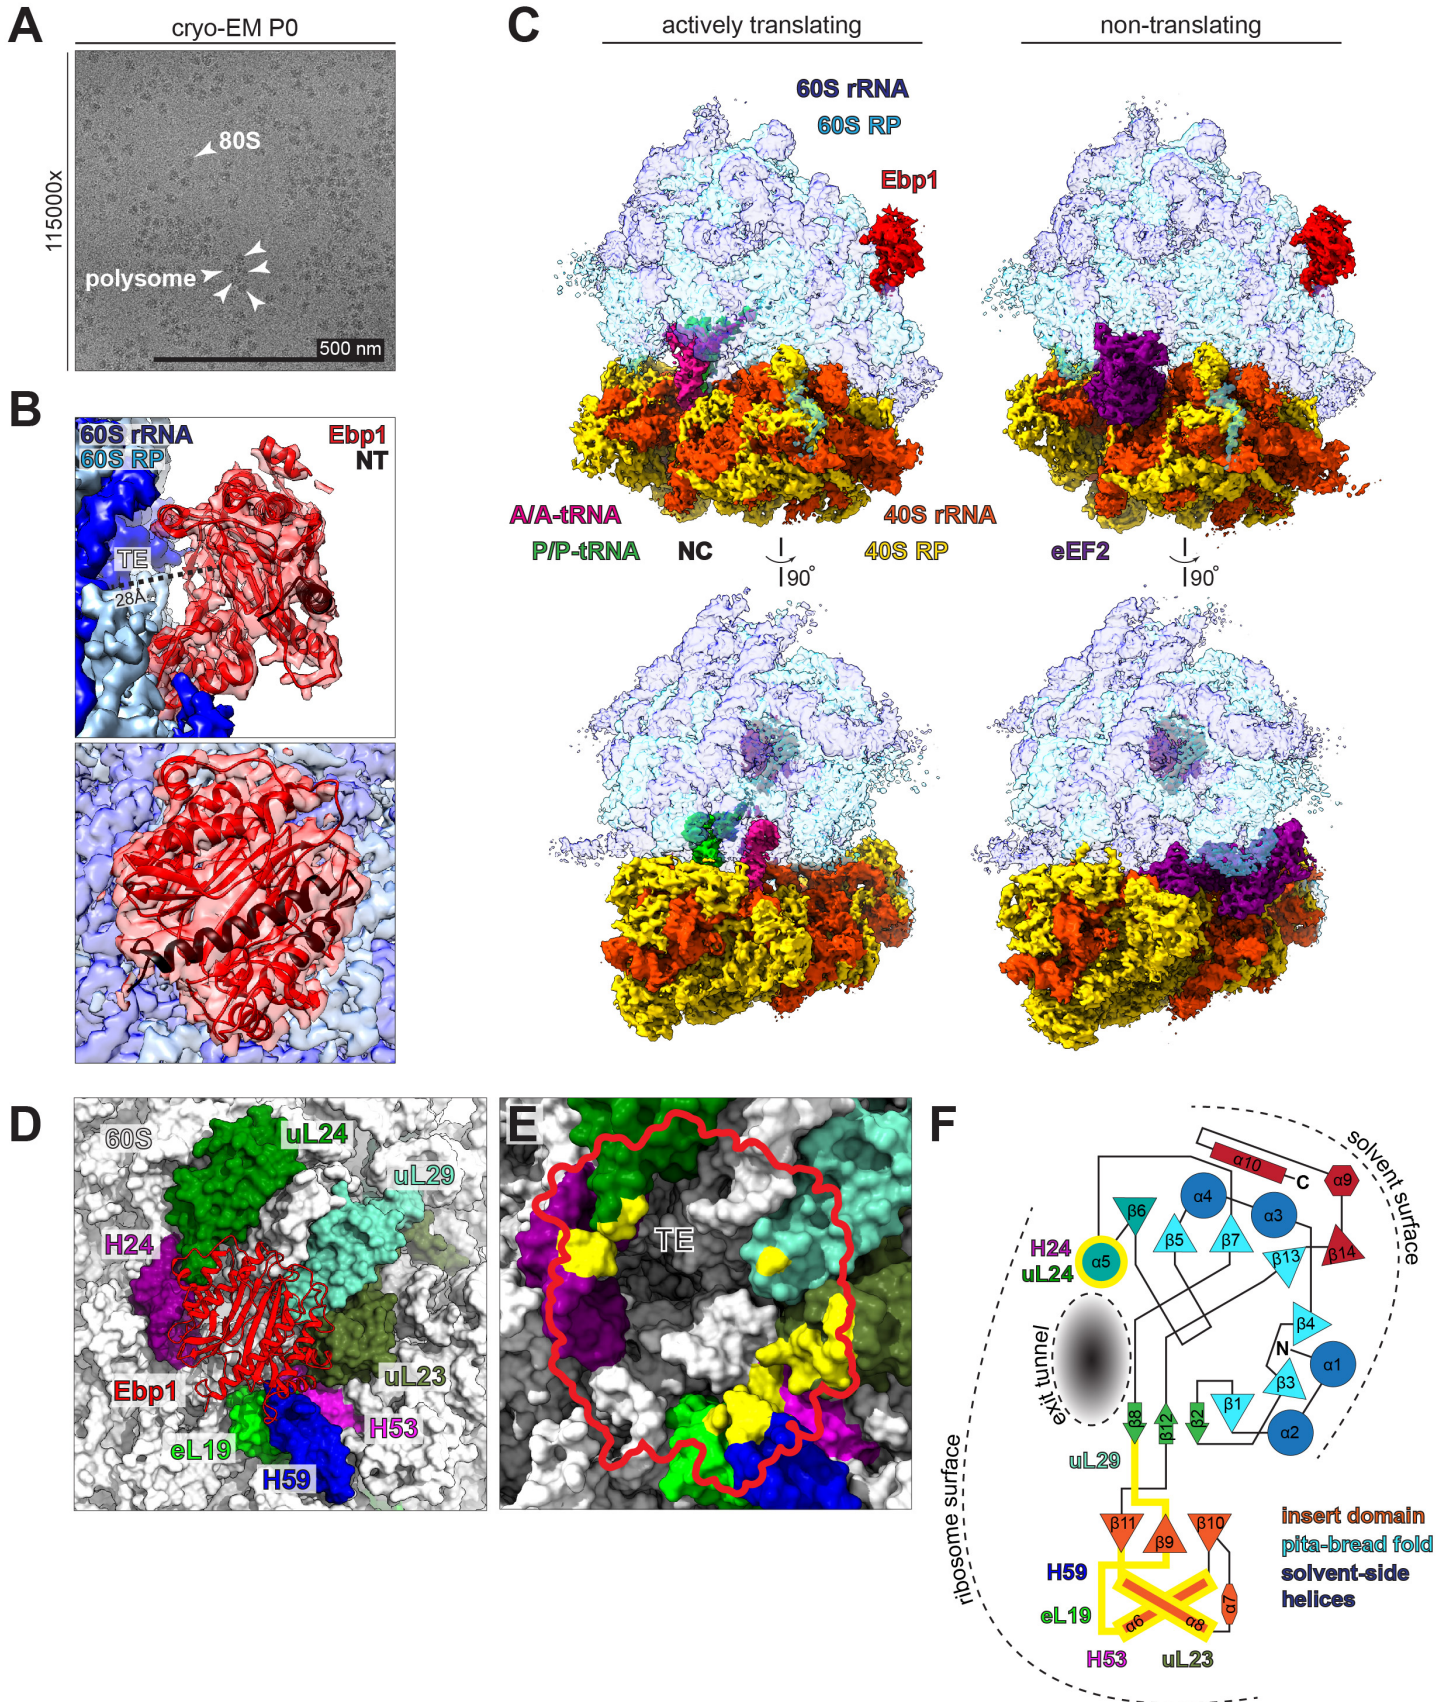 A
cryo-EM P0
115000x
80S
polysome
500 nm
B
60S rRNA
60S RP
Ebp1
NT
TE
28Å
C
actively translating
non-translating
60S rRNA
60S RP
Ebp1
A/A-tRNA
P/P-tRNA
NC
40S rRNA
40S RP
eEF2
90°
90°
D
60S
uL24
uL29
H24
Ebp1
uL23
H53
eL19
H59
E
TE
F
solvent surface
α10
C
α9
α4
α3
β6
β5
β7
β13
β14
H24
uL24
α5
exit tunnel
β4
N
α1
β3
β1
α2
β8
β12
β2
uL29
ribosome surface
β11
β9
β10
insert domain
pita-bread fold
solvent-side
helices
H59
eL19
α6
α8
α7
H53
uL23